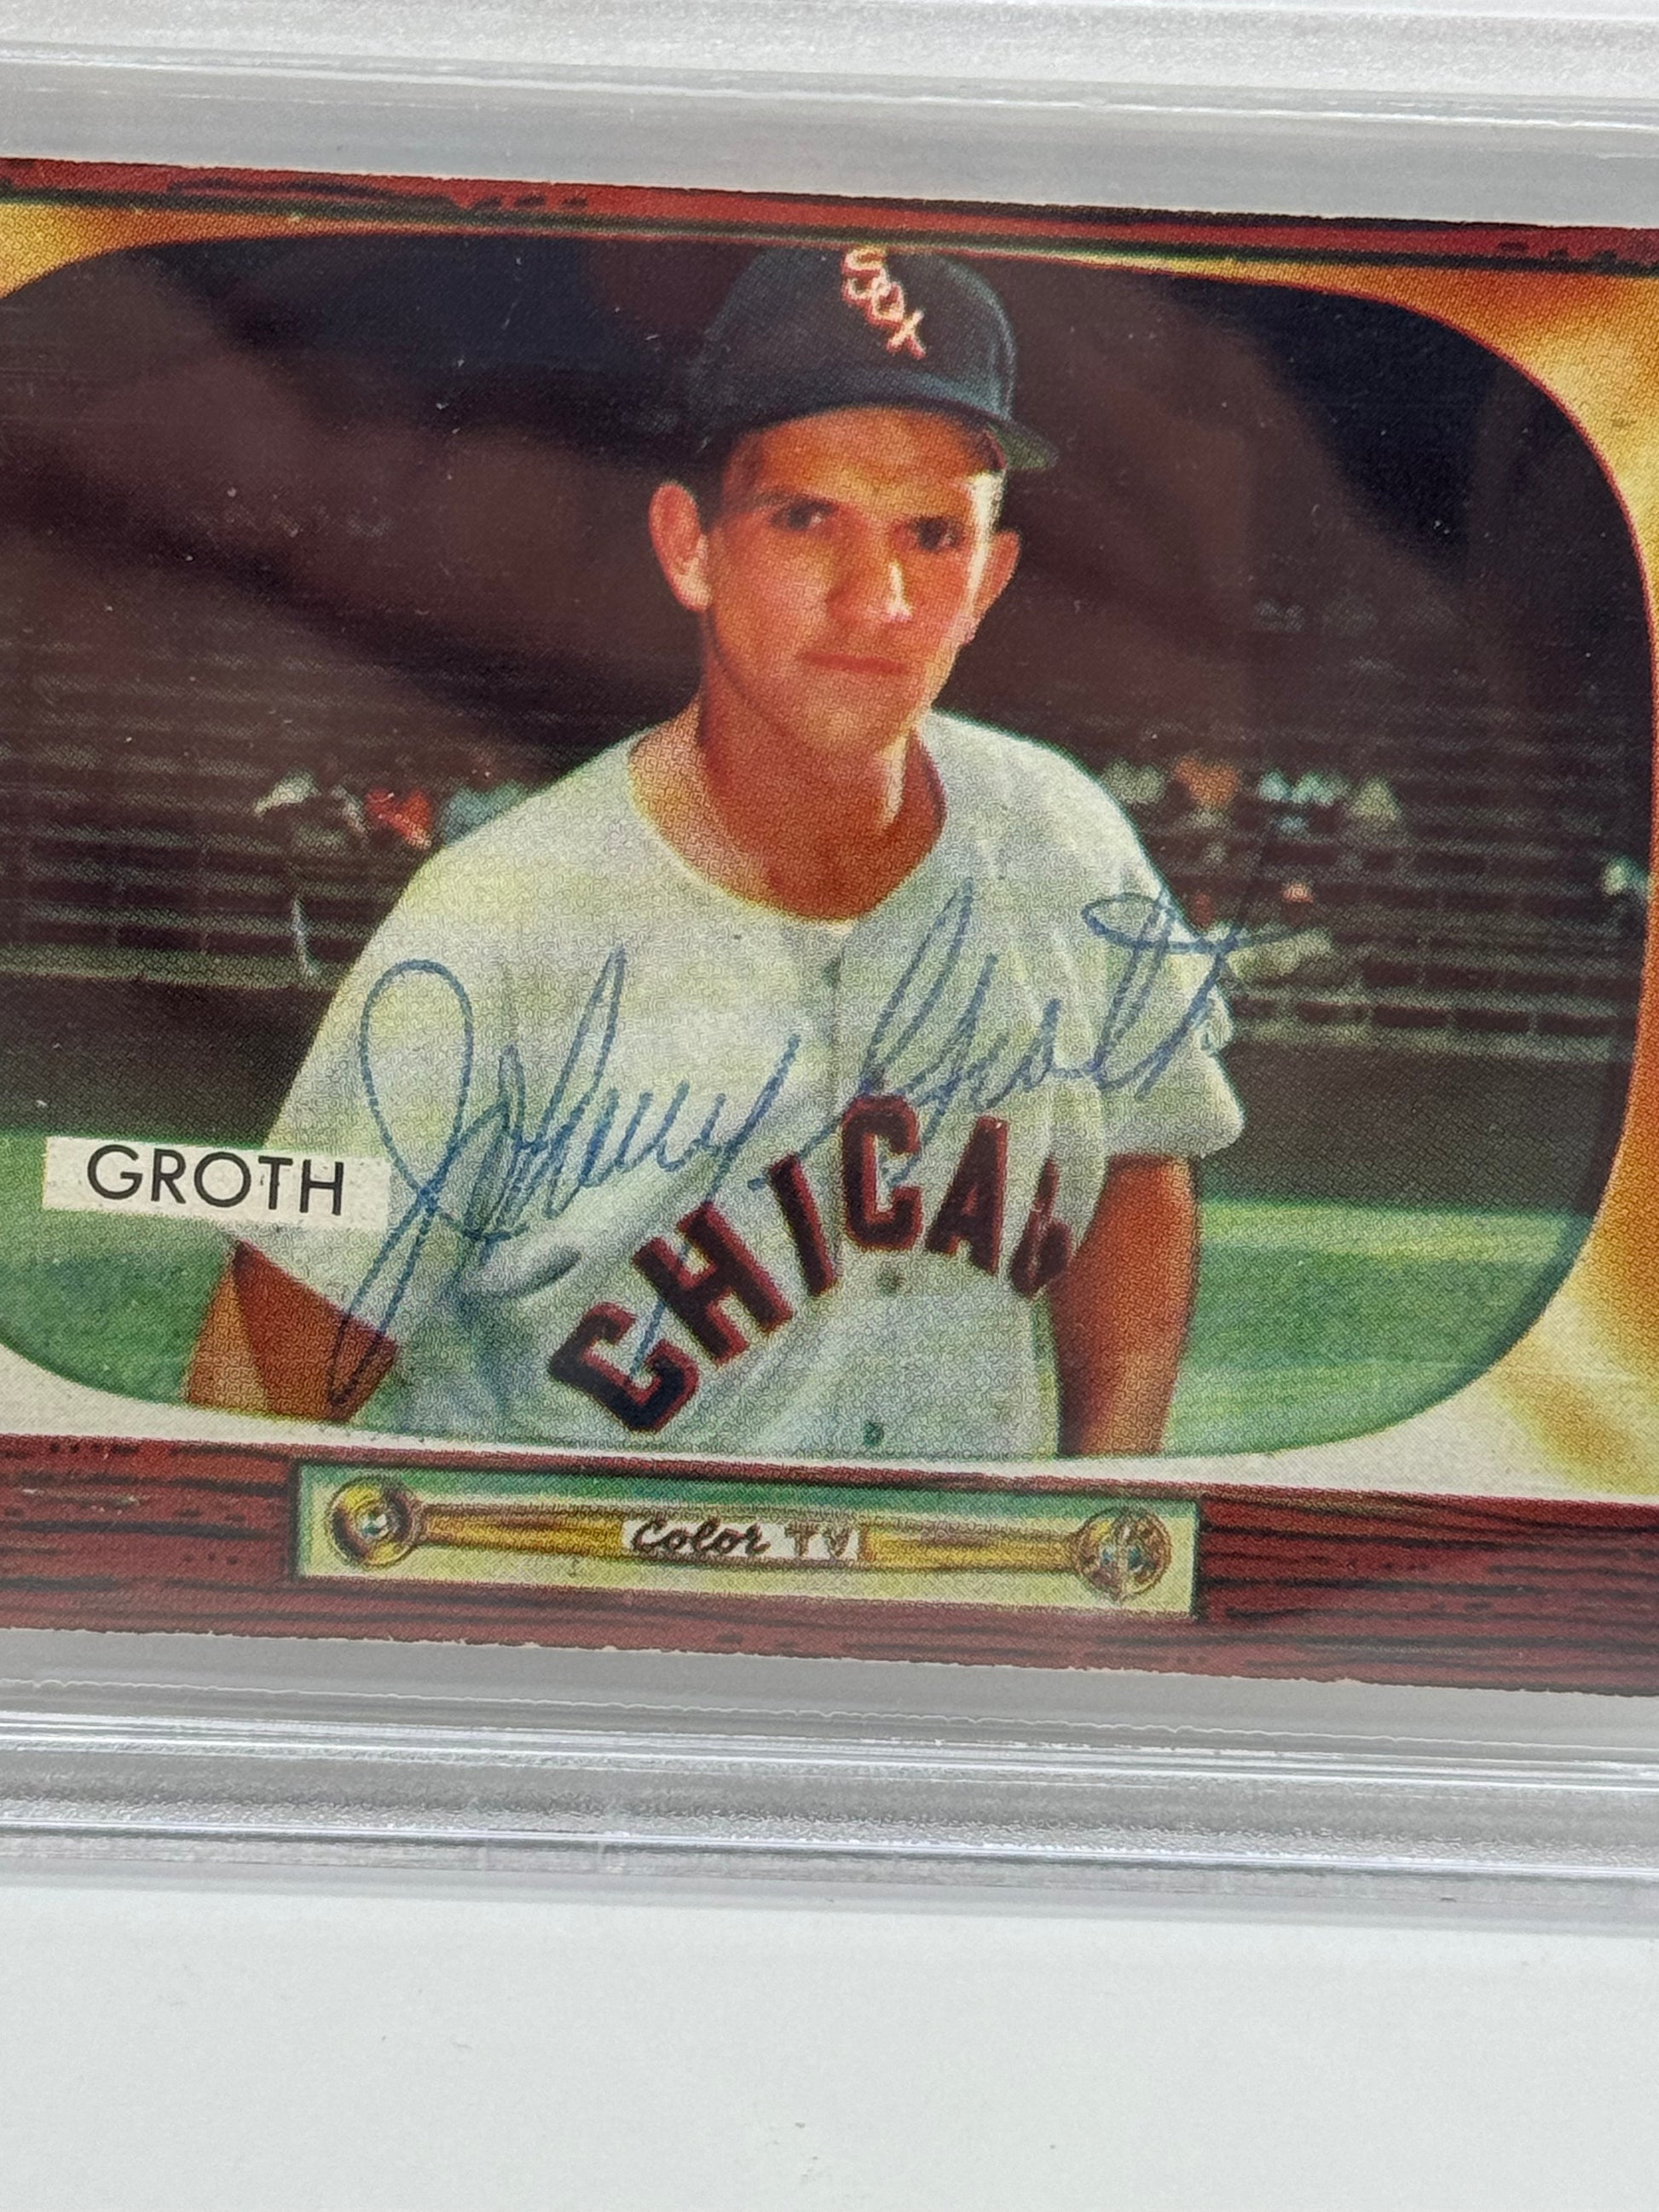 SOX
Johnny Groth
GROTH
CHICAG
Color TV